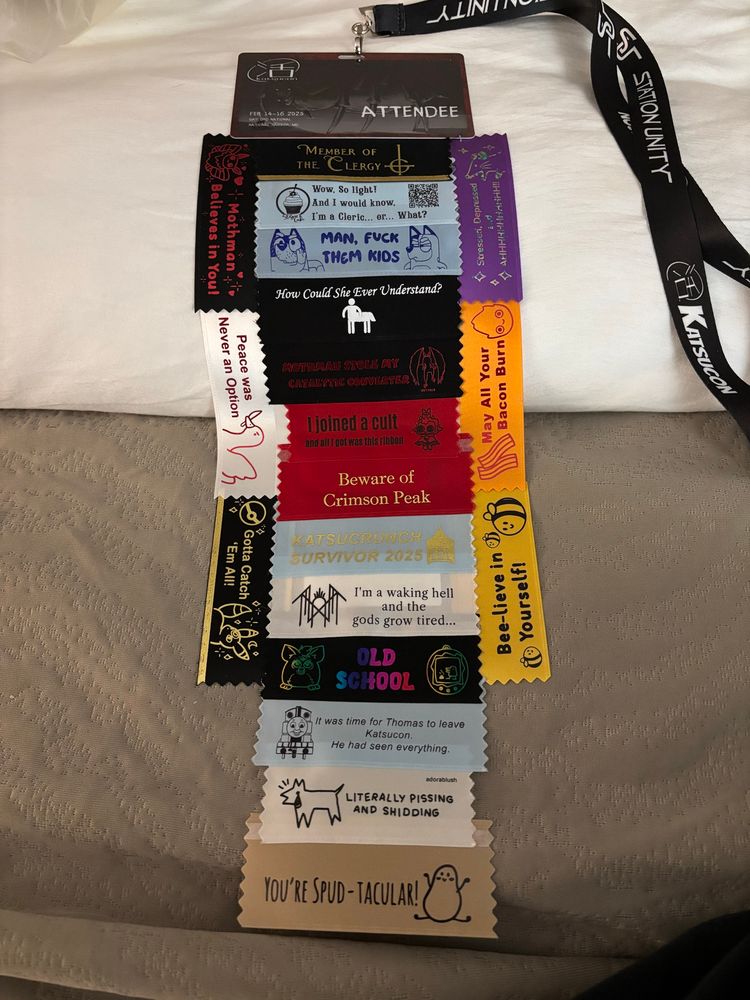 活
KATSUCON
FEB 14-16 2025
ATTENDEE
STATION UNITY
KATSUCON
MEMBER OF
THE CLERGY
Wow, So light!
And I would know.
I'm a Cleric... or... What?
MAN, FUCK
THEM KIDS
How Could She Ever Understand?
MOTHMAN STOLE MY
CATALYTIC CONVERTER
i joined a cult
and all I got was this ribbon
Beware of
Crimson Peak
KATSUCRUNCH
SURVIVOR 2025
I'm a waking hell
and the
gods grow tired...
OLD
SCHOOL
It was time for Thomas to leave
Katsucon.
He had seen everything.
adorablush
LITERALLY PISSING
AND SHIDDING
YOU'RE SPUD-TACULAR!
Mothman
Believes in You!
Peace was
Never an Option
Gotta Catch
'Em All!
Stressed, Depressed
May All Your
Bacon Burn
Bee-lieve in
Yourself!